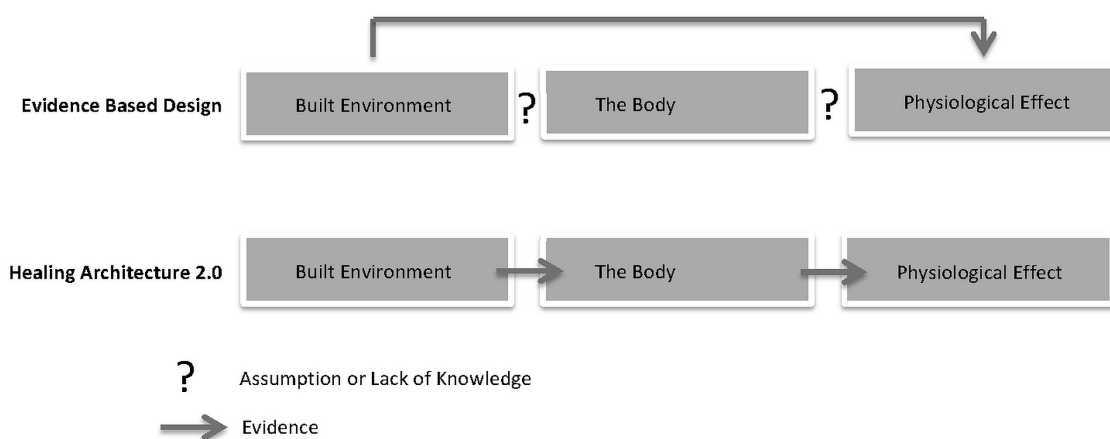 Evidence Based Design
Built Environment
?
The Body
?
Physiological Effect
Healing Architecture 2.0
Built Environment
The Body
Physiological Effect
? Assumption or Lack of Knowledge
Evidence